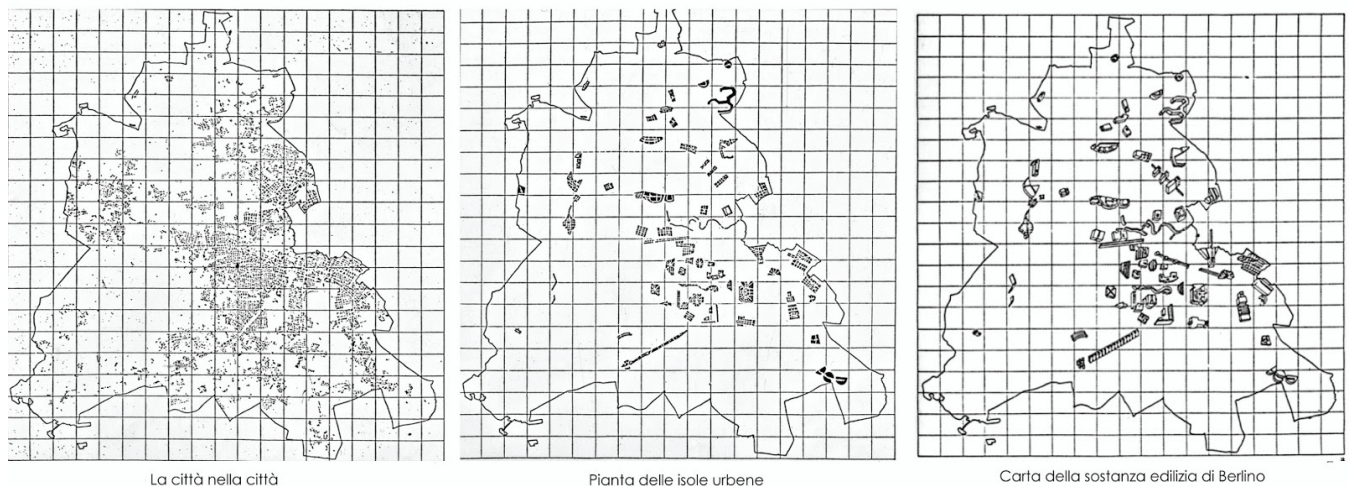 La città nella città
Pianta delle isole urbene
Carta della sostanza edilizia di Berlino